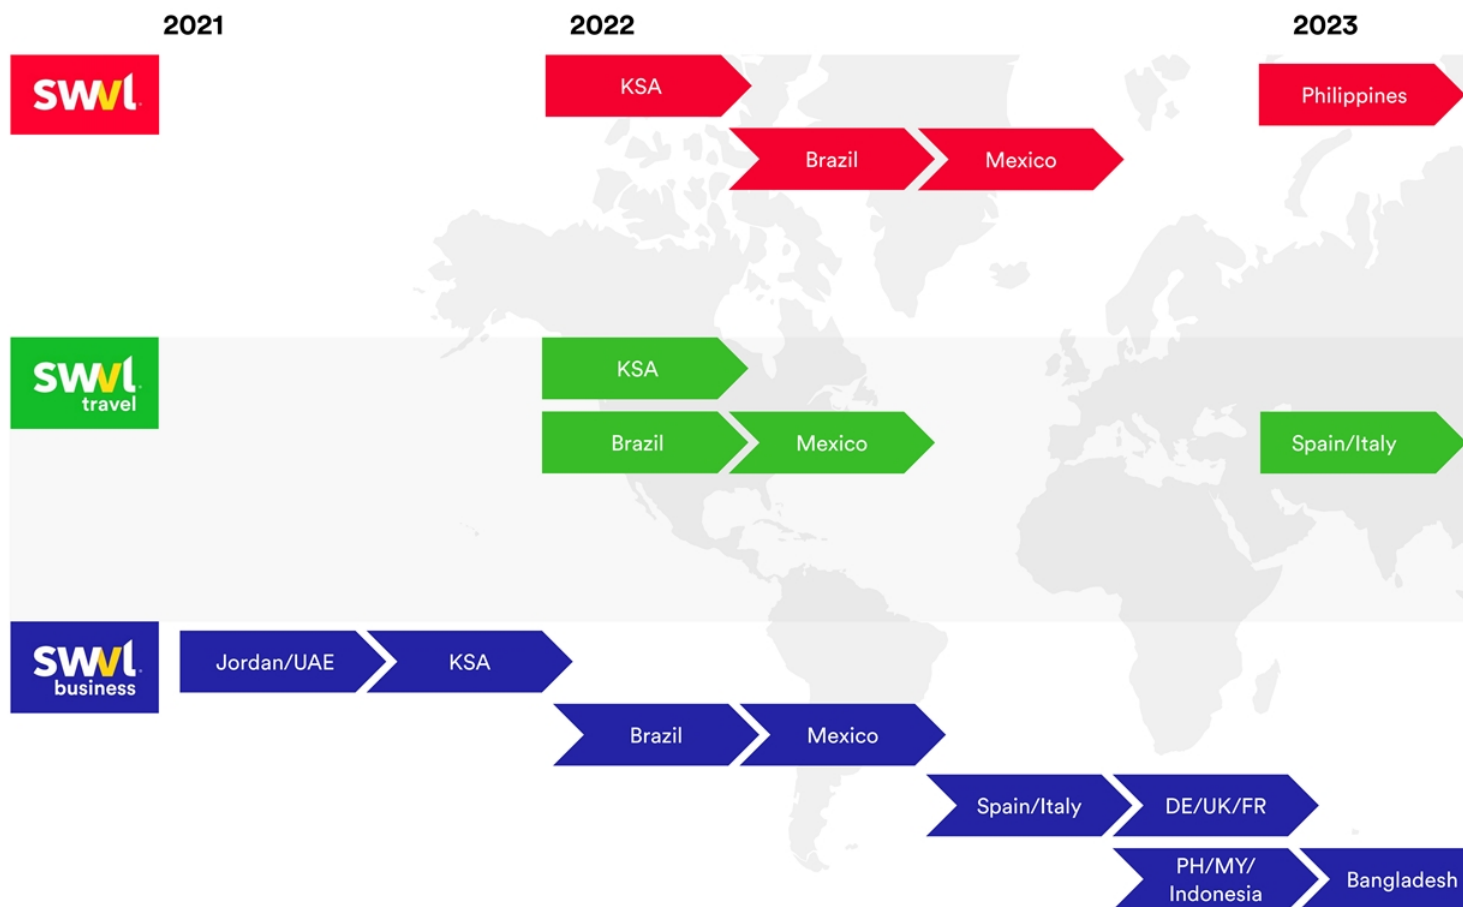 2021 2022 2023
swvl
KSA
Philippines
Brazil
Mexico
swvl
travel
KSA
Brazil
Mexico
Spain/Italy
swvl
business
Jordan/UAE
KSA
Brazil
Mexico
Spain/Italy
DE/UK/FR
PH/MY/
Indonesia
Bangladesh